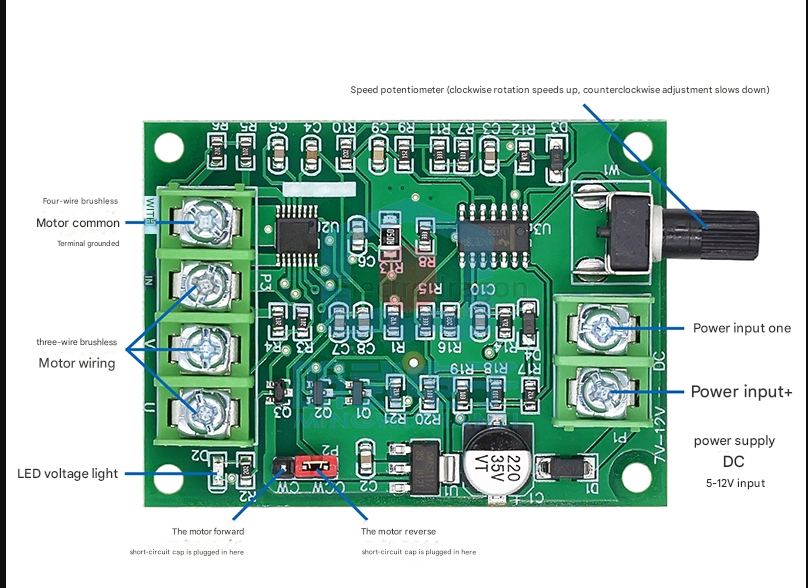 Speed potentiometer (clockwise rotation speeds up, counterclockwise adjustment slows down)
R6 R5 C5 C4 R10 C9 R9 R11 R7 C3 R12 D3
W1
Four-wire brushless
Motor common
Terminal grounded
WITH
U2
C6
R13
R8
U3
IN
P3
R15
C10
three-wire brushless
Motor wiring
V
R4 R3 C7 C8 R1 R16 R14 D4
Power input one
DC
R19 R18 R17
Power input+
U
Q3 Q2 Q1 R21 R20
P1
7V-12V
power supply
DC
5-12V input
D2
P2
LED voltage light
R2
CW CCW
C2
U1
220
35V
VT
C1
D1
The motor forward
short-circuit cap is plugged in here
The motor reverse
short-circuit cap is plugged in here